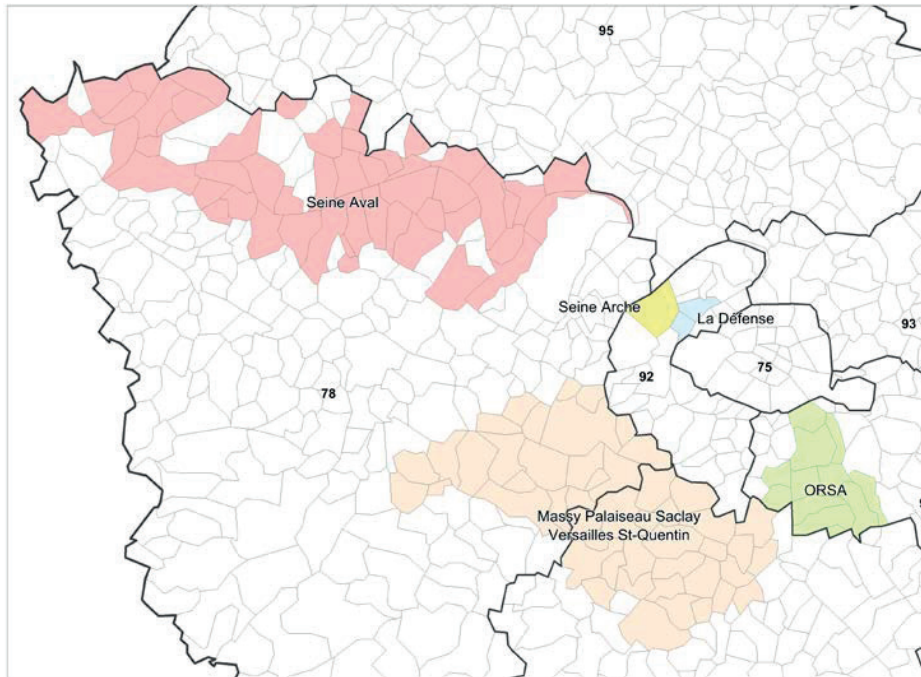 95
Seine Aval
Seine Arche
La Défense
93
92
75
78
ORSA
Massy Palaiseau Saclay
Versailles St-Quentin